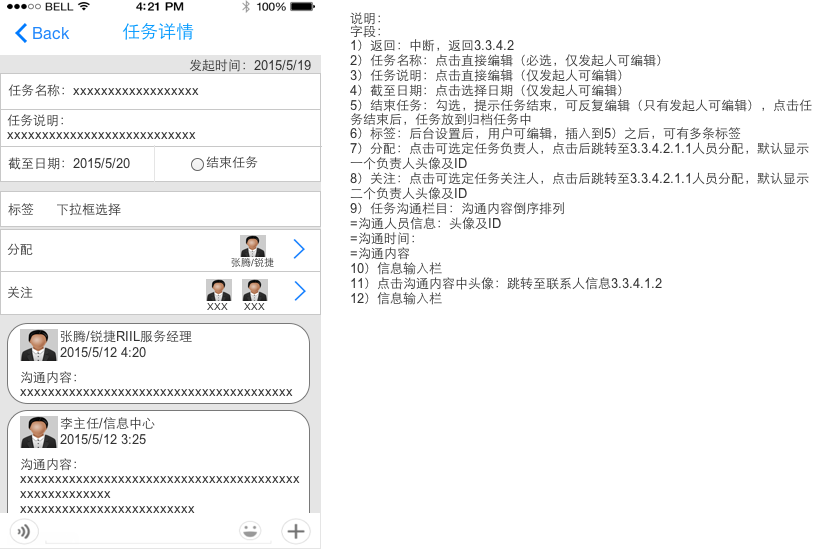 BELL 4:21 PM 100%
Back 任务详情
发起时间：2015/5/19
任务名称：xxxxxxxxxxxxxxxxxx
任务说明：
xxxxxxxxxxxxxxxxxxxxxxxxxxx
截至日期：2015/5/20 结束任务
标签 下拉框选择
分配
张腾/锐捷
关注
XXX XXX
张腾/锐捷RIIL服务经理
2015/5/12 4:20
沟通内容：
xxxxxxxxxxxxxxxxxxxxxxxxxxxxxxxxxxxxxxx
李主任/信息中心
2015/5/12 3:25
沟通内容：
xxxxxxxxxxxxxxxxxxxxxxxxxxxxxxxxxxxxxxxx
xxxxxxxxxxxxx
xxxxxxxxxxxxxxxxxxxxxxxxx
说明：
字段：
1）返回：中断，返回3.3.4.2
2）任务名称：点击直接编辑（必选，仅发起人可编辑）
3）任务说明：点击直接编辑（仅发起人可编辑）
4）截至日期：点击选择日期（仅发起人可编辑）
5）结束任务：勾选，提示任务结束，可反复编辑（只有发起人可编辑），点击任
务结束后，任务放到归档任务中
6）标签：后台设置后，用户可编辑，插入到5）之后，可有多条标签
7）分配：点击可选定任务负责人，点击后跳转至3.3.4.2.1.1人员分配，默认显示
一个负责人头像及ID
8）关注：点击可选定任务关注人，点击后跳转至3.3.4.2.1.1人员分配，默认显示
二个负责人头像及ID
9）任务沟通栏目：沟通内容倒序排列
=沟通人员信息：头像及ID
=沟通时间：
=沟通内容
10）信息输入栏
11）点击沟通内容中头像：跳转至联系人信息3.3.4.1.2
12）信息输入栏